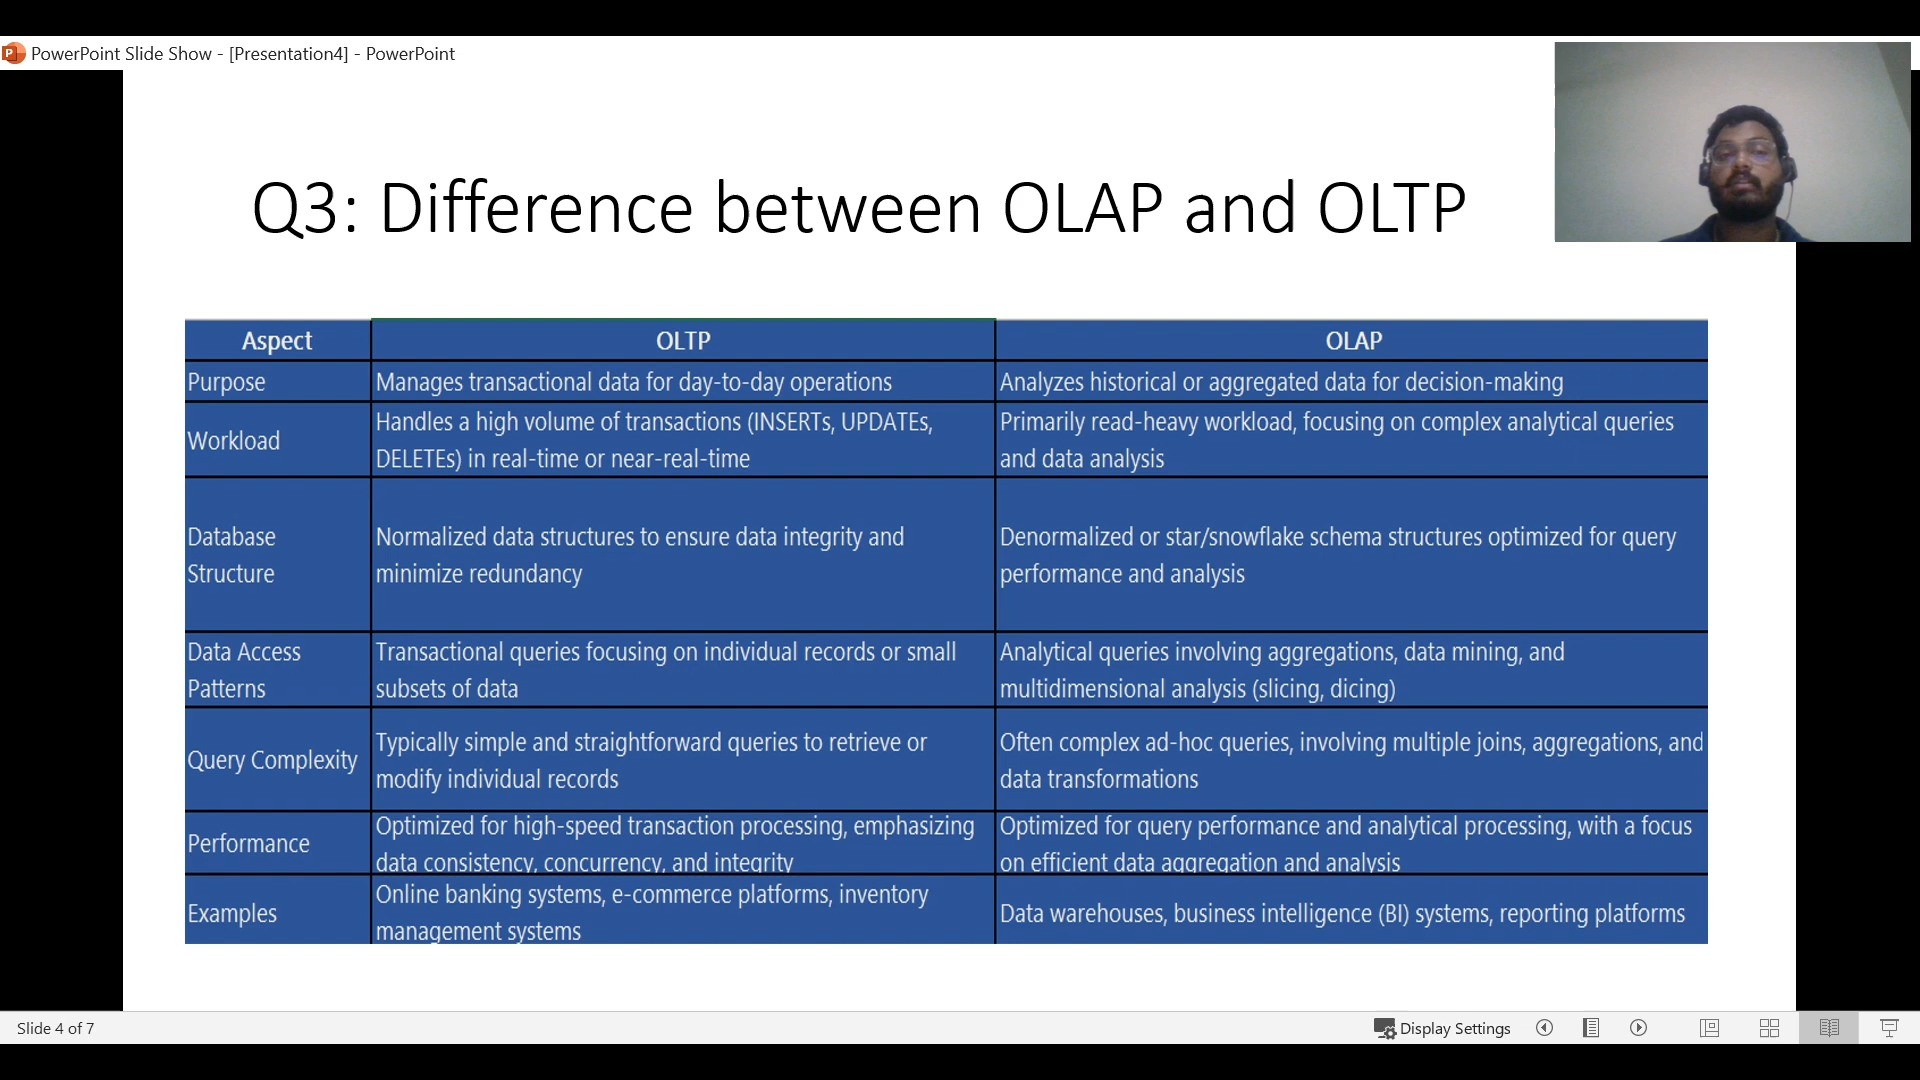 PowerPoint Slide Show - [Presentation4] - PowerPoint
Q3: Difference between OLAP and OLTP
Aspect
OLTP
OLAP
Purpose
Manages transactional data for day-to-day operations
Analyzes historical or aggregated data for decision-making
Workload
Handles a high volume of transactions (INSERTs, UPDATEs,
DELETEs) in real-time or near-real-time
Primarily read-heavy workload, focusing on complex analytical queries
and data analysis
Database
Structure
Normalized data structures to ensure data integrity and
minimize redundancy
Denormalized or star/snowflake schema structures optimized for query
performance and analysis
Data Access
Patterns
Transactional queries focusing on individual records or small
subsets of data
Analytical queries involving aggregations, data mining, and
multidimensional analysis (slicing, dicing)
Query Complexity
Typically simple and straightforward queries to retrieve or
modify individual records
Often complex ad-hoc queries, involving multiple joins, aggregations, and
data transformations
Performance
Optimized for high-speed transaction processing, emphasizing
data consistency, concurrency, and integrity
Optimized for query performance and analytical processing, with a focus
on efficient data aggregation and analysis
Examples
Online banking systems, e-commerce platforms, inventory
management systems
Data warehouses, business intelligence (BI) systems, reporting platforms
Slide 4 of 7
Display Settings